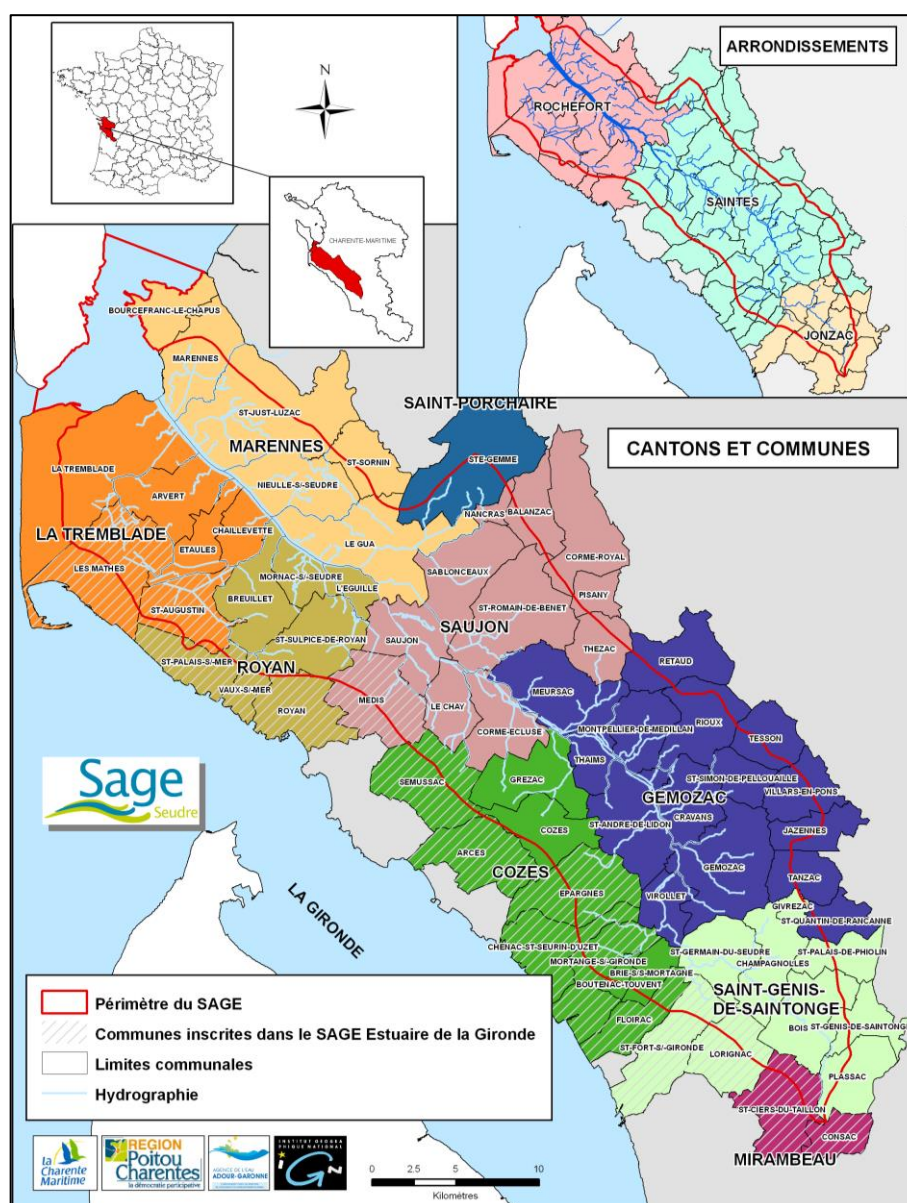 N
CHARENTE-MARITIME
ARRONDISSEMENTS
ROCHEFORT
SAINTES
JONZAC
CANTONS ET COMMUNES
BOURCEFRANC-LE-CHAPUS
MARENNES
ST-JUST-LUZAC
MARENNES
SAINT-PORCHAIRE
ST-SORNIN
STE-GEMME
LA TREMBLADE
NIEULLE-S/-SEUDRE
ARVERT
NANCRAS
BALANZAC
CHAILLEVETTE
LA TREMBLADE
LE GUA
ETAULES
CORME-ROYAL
LES MATHES
MORNAC-S/-SEUDRE
SABLONCEAUX
L'EGUILLE
BREUILLET
PISANY
ST-AUGUSTIN
ST-ROMAIN-DE-BENET
SAUJON
ST-SULPICE-DE-ROYAN
SAUJON
THEZAC
ST-PALAIS-S/-MER
ROYAN
RETAUD
VAUX-S/-MER
MEURSAC
MEDIS
ROYAN
LE CHAY
RIOUX
CORME-ECLUSE
MONTPELLIER-DE-MEDILLAN
TESSON
THAIMS
SEMUSSAC
GREZAC
ST-SIMON-DE-PELLOUAILLE
VILLARS-EN-PONS
GEMOZAC
ST-ANDRE-DE-LIDON
CRAVANS
COZES
JAZENNES
ARCES
GEMOZAC
COZES
TANZAC
EPARGNES
VIROLLET
GIVREZAC
ST-QUANTIN-DE-RANCANNE
CHENAC-ST-SEURIN-D'UZET
ST-GERMAIN-DU-SEUDRE
ST-PALAIS-DE-PHIOLIN
MORTANGE-S/-GIRONDE
CHAMPAGNOLLES
BRIE-S/S-MORTAGNE
BOUTENAC-TOUVENT
SAINT-GENIS-
DE-SAINTONGE
FLOIRAC
BOIS
ST-GENIS-DE-SAINTONGE
ST-FORT-S/-GIRONDE
LORIGNAC
PLASSAC
ST-CIERS-DU-TAILLON
CONSAC
MIRAMBEAU
Sage
Seudre
LA GIRONDE
Périmètre du SAGE
Communes inscrites dans le SAGE Estuaire de la Gironde
Limites communales
Hydrographie
la
Charente
Maritime
REGION
Poitou
Charentes
la démocratie participative
AGENCE DE L'EAU
ADOUR-GARONNE
INSTITUT GEOGRA
PHIQUE NATIONAL
IGN
0 2.5 5 10
Kilomètres